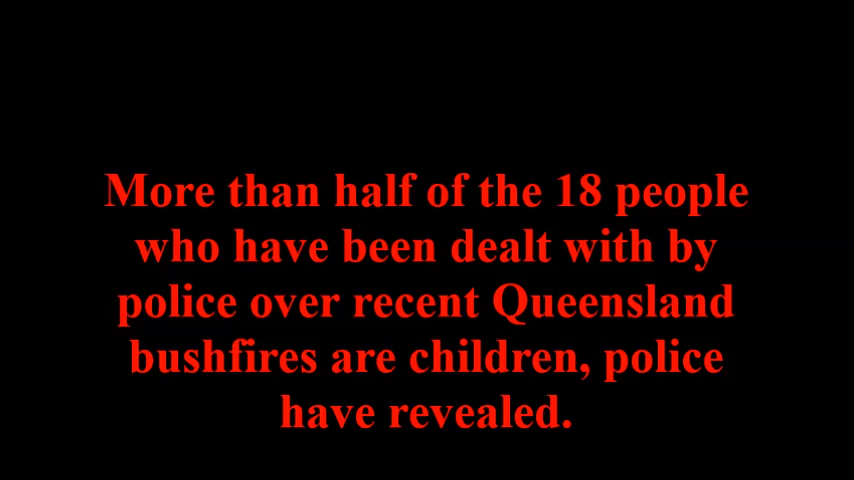 More than half of the 18 people
who have been dealt with by
police over recent Queensland
bushfires are children, police
have revealed.